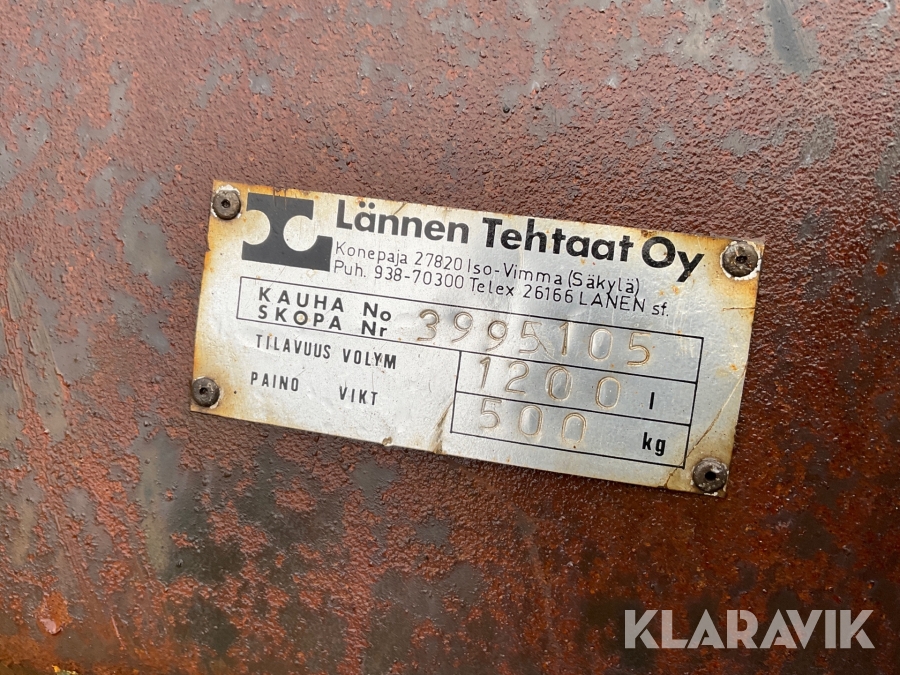 Lännen Tehtaat Oy
Konepaja 27820 Iso-Vimma (Säkylä)
Puh. 938-70300 Telex 26166 LANEN sf.
KAUHA No
SKOPA Nr 3995105
TILAVUUS VOLYM 1200 l
PAINO VIKT 500 kg
KLARAVIK